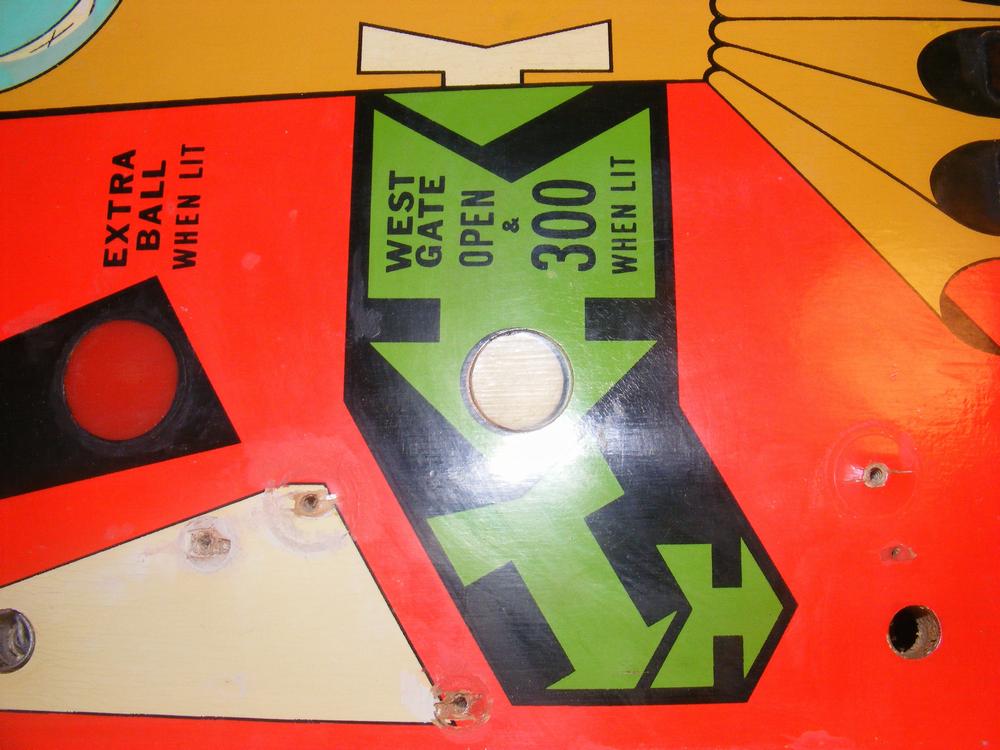 EXTRA
BALL
WHEN LIT
WEST
GATE
OPEN
&
300
WHEN LIT